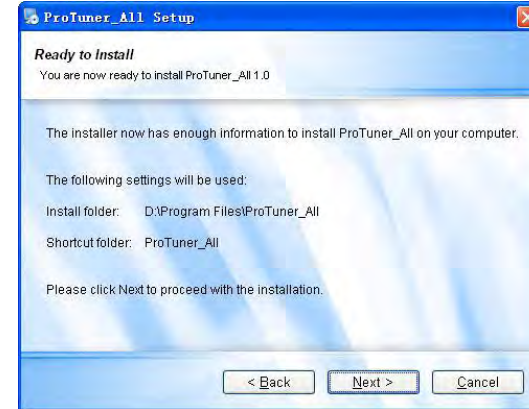 ProTuner_All Setup
Ready to Install
You are now ready to install ProTuner_All 1.0
The installer now has enough information to install ProTuner_All on your computer.
The following settings will be used:
Install folder: D:\Program Files\ProTuner_All
Shortcut folder: ProTuner_All
Please click Next to proceed with the installation.
< Back Next > Cancel